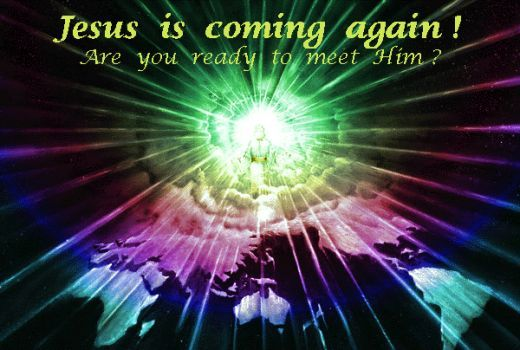 Jesus is coming again !
Are you ready to meet Him ?